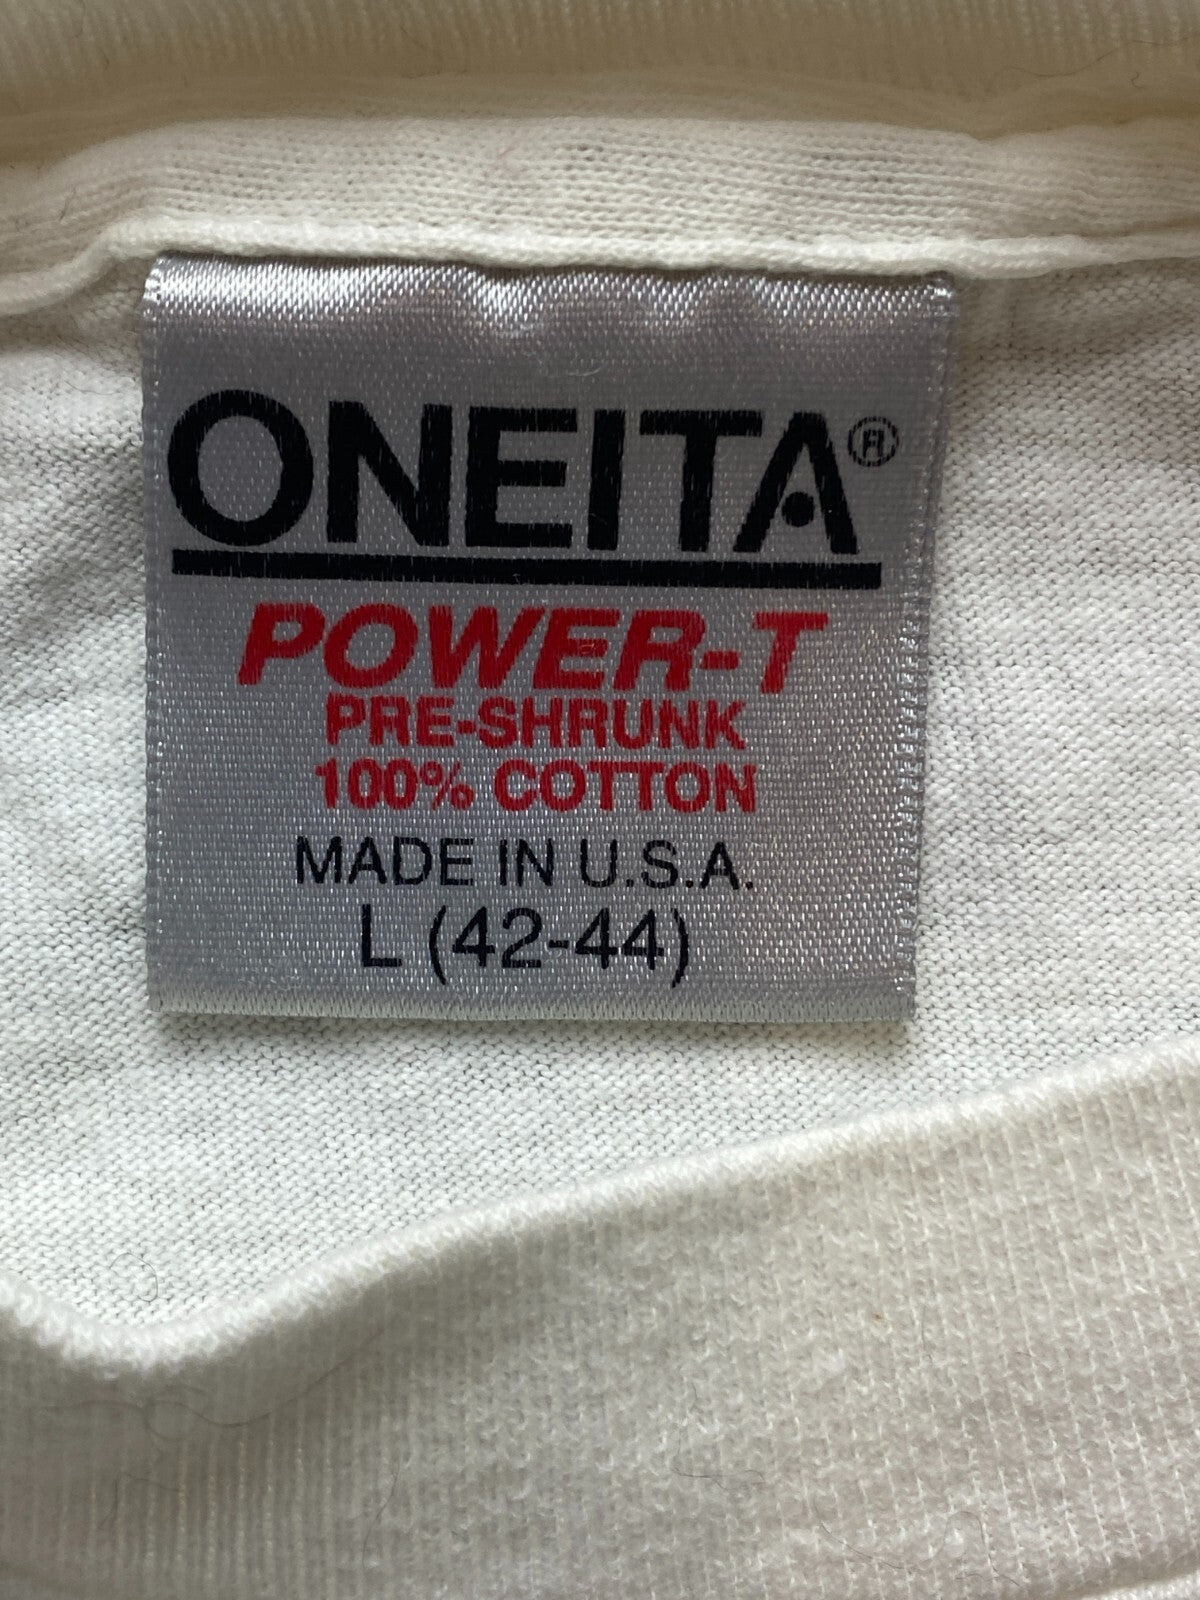 ONEITA®
POWER-T
PRE-SHRUNK
100% COTTON
MADE IN U.S.A.
L (42-44)